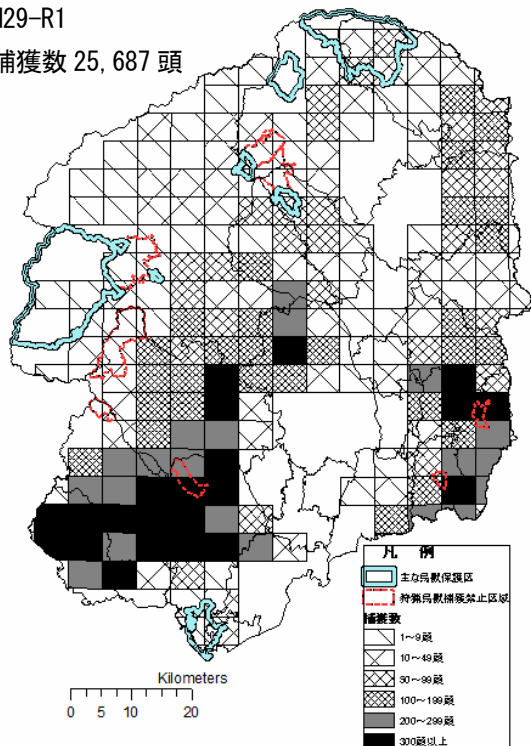 H29-R1
捕獲数 25,687 頭
凡 例
主な鳥獣保護区
狩猟鳥獣捕獲禁止区域
捕獲数
1～9頭
10～49頭
50～99頭
100～199頭
200～299頭
300頭以上
Kilometers
0 5 10 20